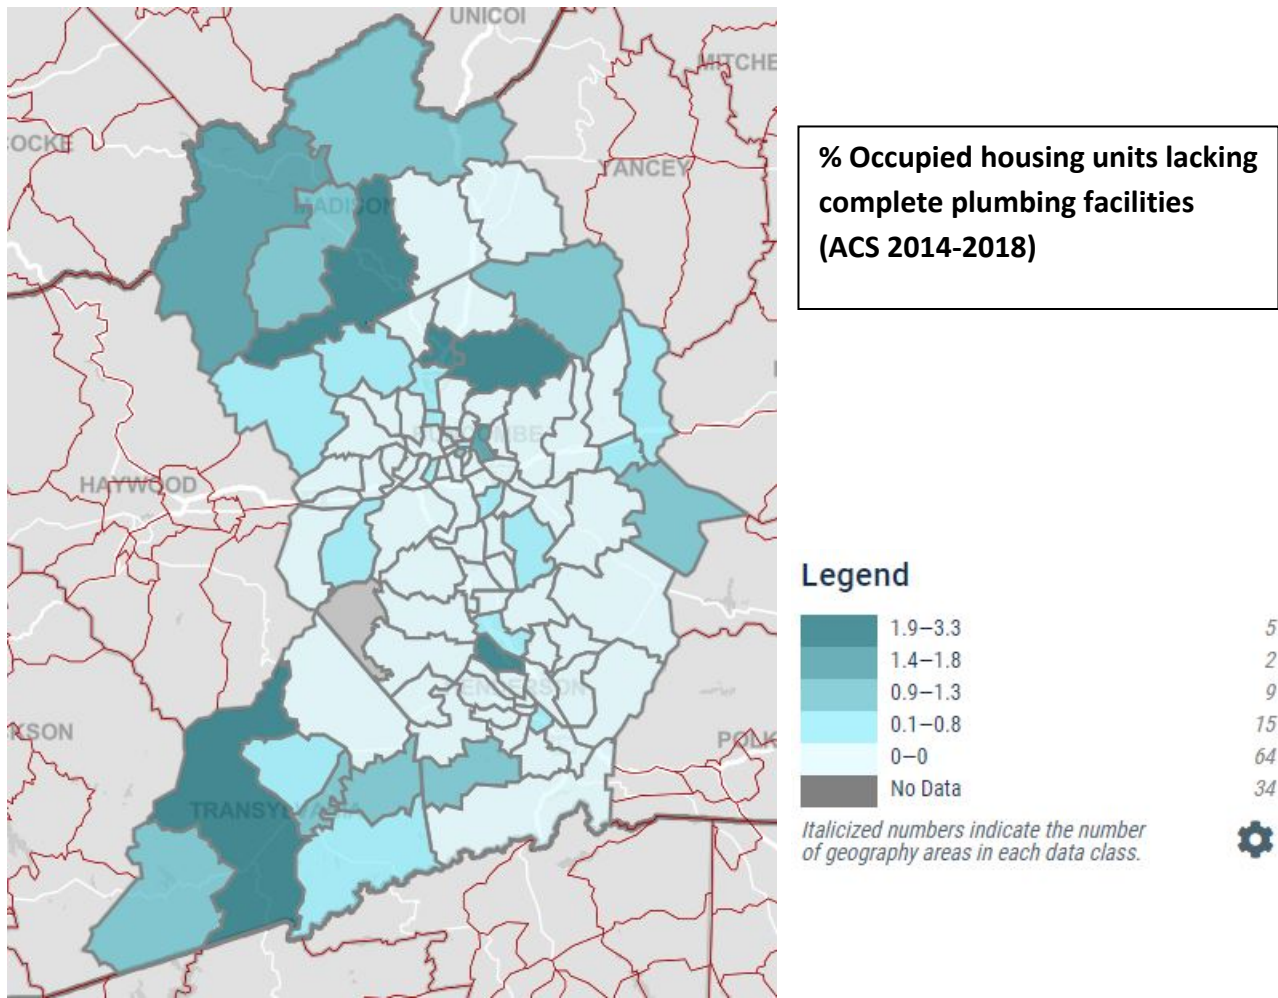 UNICOI
MITCHE
OCKE
YANCEY
MADISON
BUNCOMBE
HAYWOOD
HENDERSON
KSON
POLK
TRANSYLVANIA
% Occupied housing units lacking
complete plumbing facilities
(ACS 2014-2018)
Legend
1.9–3.3 5
1.4–1.8 2
0.9–1.3 9
0.1–0.8 15
0–0 64
No Data 34
Italicized numbers indicate the number
of geography areas in each data class.